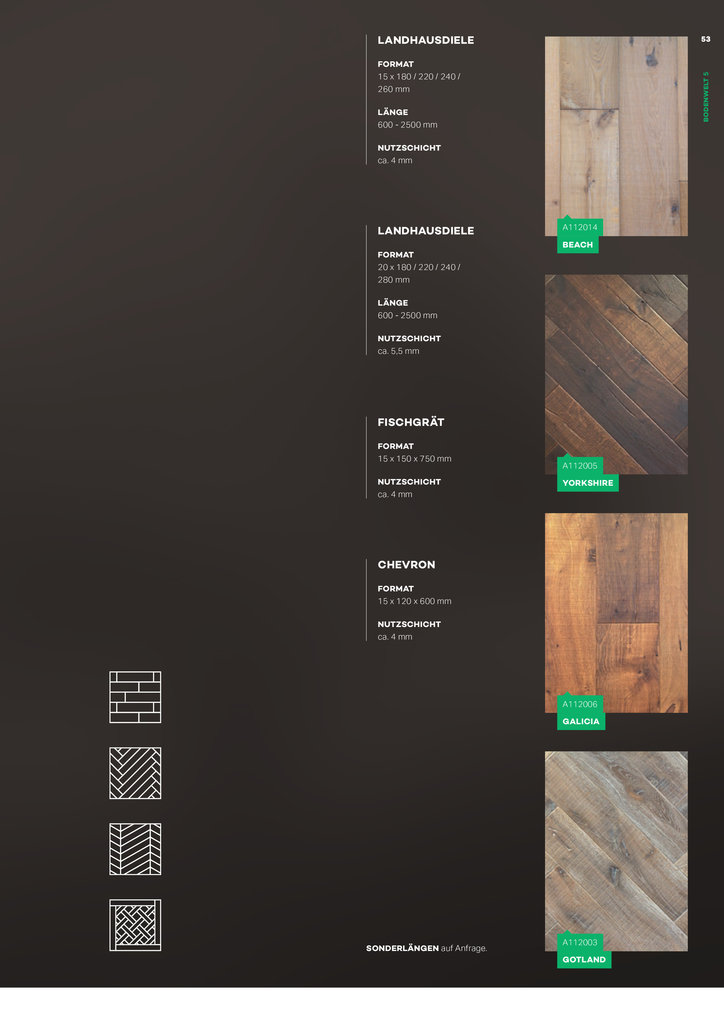 LANDHAUSDIELE
FORMAT
15 x 180 / 220 / 240 /
260 mm
LÄNGE
600 - 2500 mm
NUTZSCHICHT
ca. 4 mm
LANDHAUSDIELE
FORMAT
20 x 180 / 220 / 240 /
280 mm
LÄNGE
600 - 2500 mm
NUTZSCHICHT
ca. 5,5 mm
FISCHGRÄT
FORMAT
15 x 150 x 750 mm
NUTZSCHICHT
ca. 4 mm
CHEVRON
FORMAT
15 x 120 x 600 mm
NUTZSCHICHT
ca. 4 mm
SONDERLÄNGEN auf Anfrage.
53
BODENWELT 5
A112014
BEACH
A112005
YORKSHIRE
A112006
GALICIA
A112003
GOTLAND